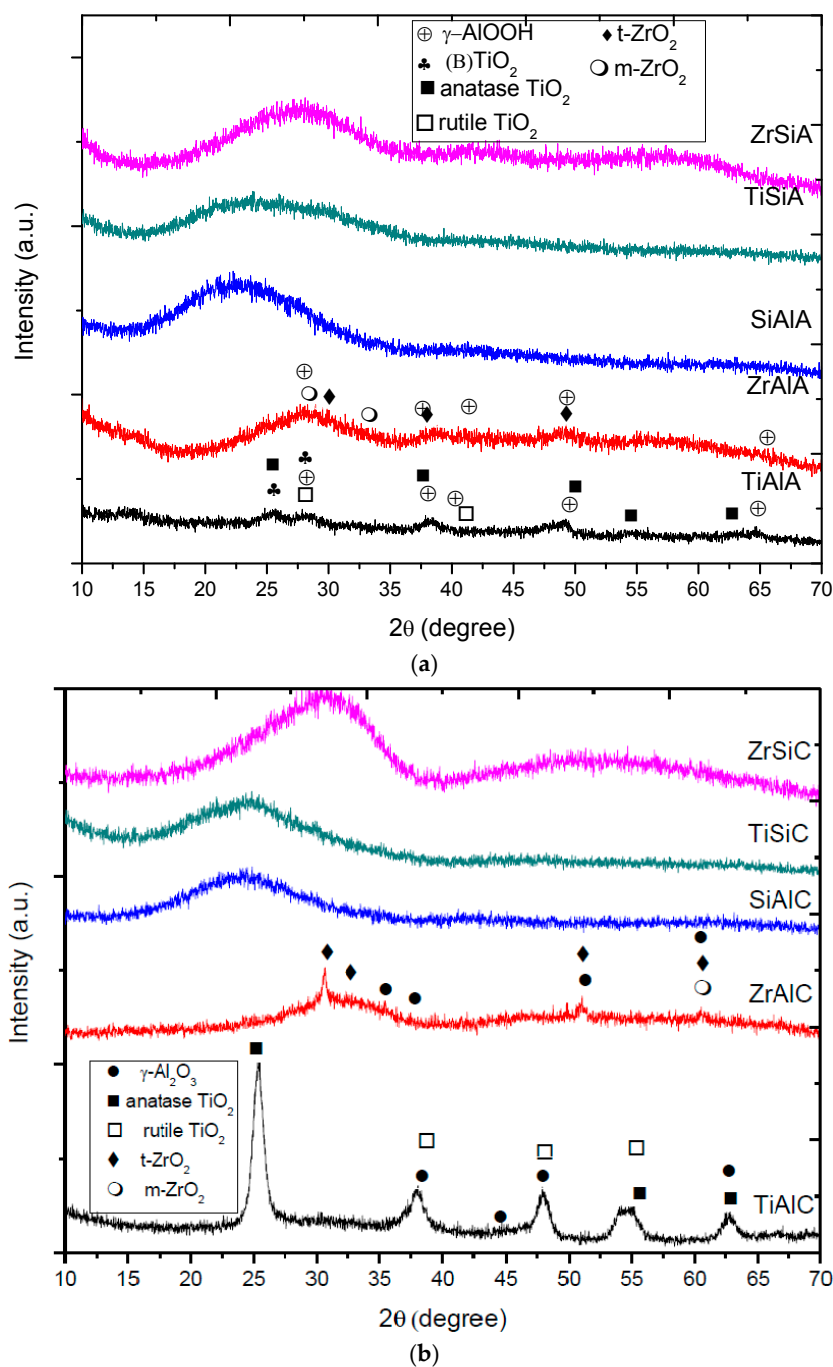 ⊕ γ–AlOOH ♦ t-ZrO₂
♣ (B)TiO₂ ❍ m-ZrO₂
■ anatase TiO₂
□ rutile TiO₂
ZrSiA
TiSiA
SiAlA
ZrAlA
TiAlA
Intensity (a.u.)
10 15 20 25 30 35 40 45 50 55 60 65 70
2θ (degree)
(a)
ZrSiC
TiSiC
SiAlC
ZrAlC
TiAlC
● γ-Al₂O₃
■ anatase TiO₂
□ rutile TiO₂
♦ t-ZrO₂
❍ m-ZrO₂
Intensity (a.u.)
10 15 20 25 30 35 40 45 50 55 60 65 70
2θ (degree)
(b)